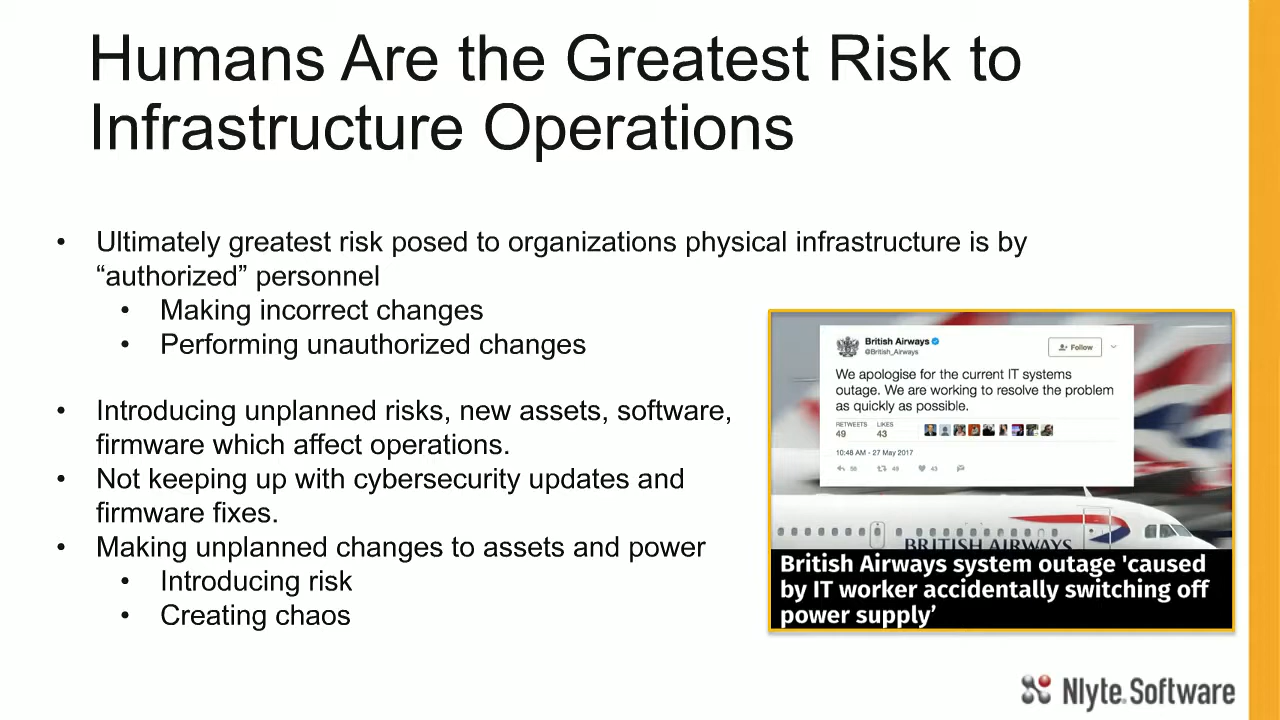 Humans Are the Greatest Risk to
Infrastructure Operations
• Ultimately greatest risk posed to organizations physical infrastructure is by
“authorized” personnel
• Making incorrect changes
• Performing unauthorized changes
• Introducing unplanned risks, new assets, software,
firmware which affect operations.
• Not keeping up with cybersecurity updates and
firmware fixes.
• Making unplanned changes to assets and power
• Introducing risk
• Creating chaos
British Airways
@British_Airways
Follow
We apologise for the current IT systems
outage. We are working to resolve the problem
as quickly as possible.
RETWEETS LIKES
49 43
10:48 AM - 27 May 2017
56 49 43
BRITISH AIRWAYS
British Airways system outage 'caused
by IT worker accidentally switching off
power supply’
Nlyte Software